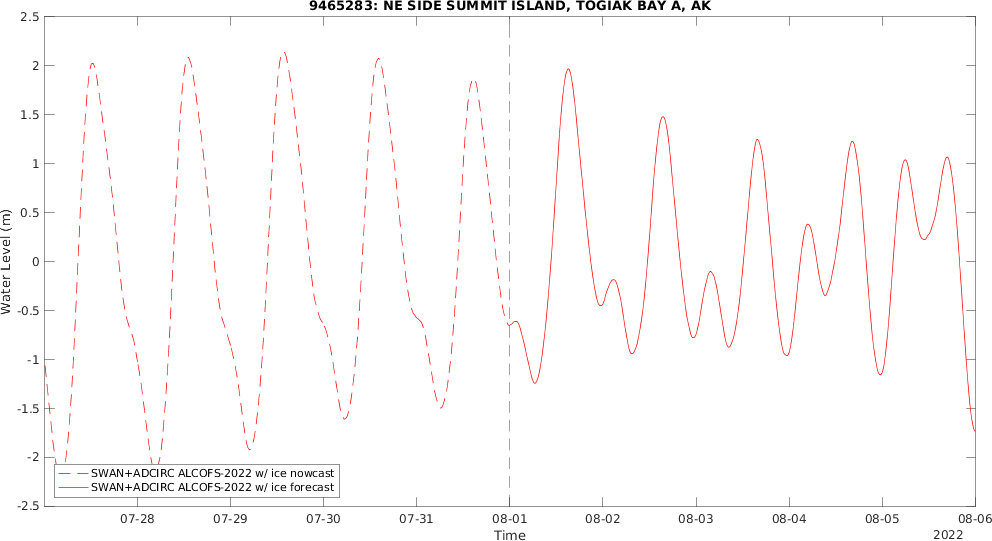 9465283: NE SIDE SUMMIT ISLAND, TOGIAK BAY A, AK
Water Level (m)
2.5
2
1.5
1
0.5
0
-0.5
-1
-1.5
-2
-2.5
SWAN+ADCIRC ALCOFS-2022 w/ ice nowcast
SWAN+ADCIRC ALCOFS-2022 w/ ice forecast
07-28 07-29 07-30 07-31 08-01 08-02 08-03 08-04 08-05 08-06
Time
2022